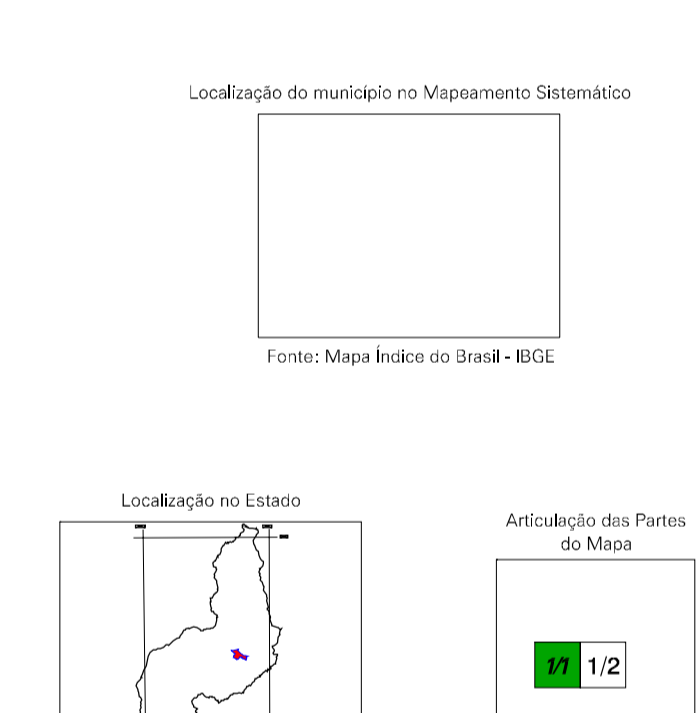 Localização do município no Mapeamento Sistemático
Fonte: Mapa Índice do Brasil - IBGE
Localização no Estado
Articulação das Partes
do Mapa
1/1 1/2